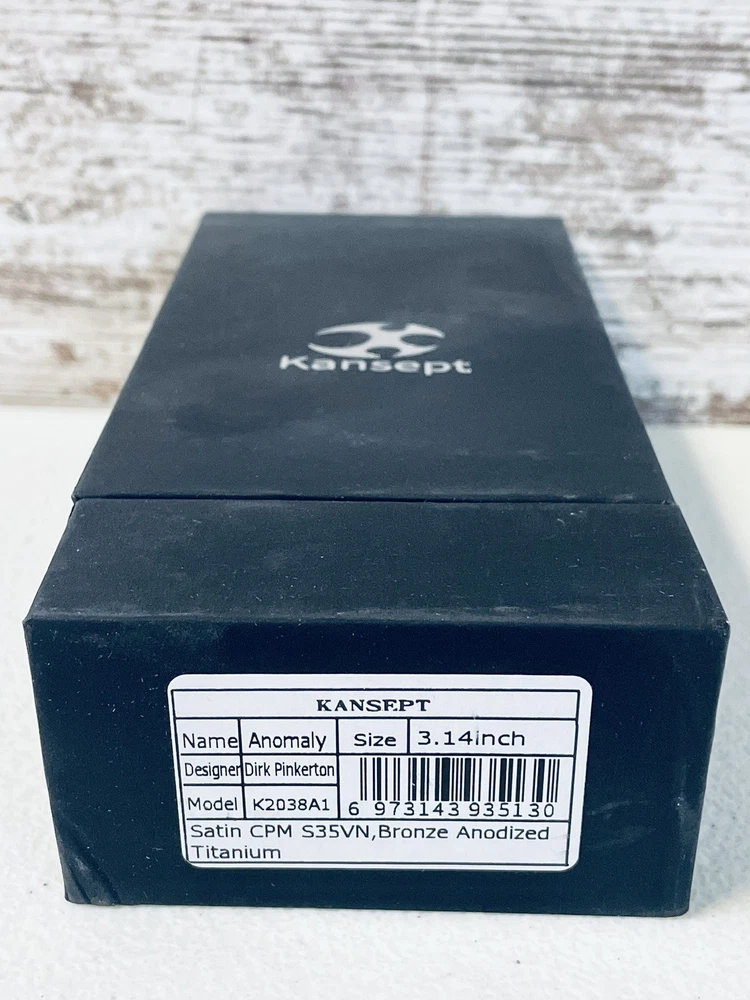 Kansept
KANSEPT
Name Anomaly Size 3.14inch
Designer Dirk Pinkerton
Model K2038A1 6 973143 935130
Satin CPM S35VN,Bronze Anodized
Titanium